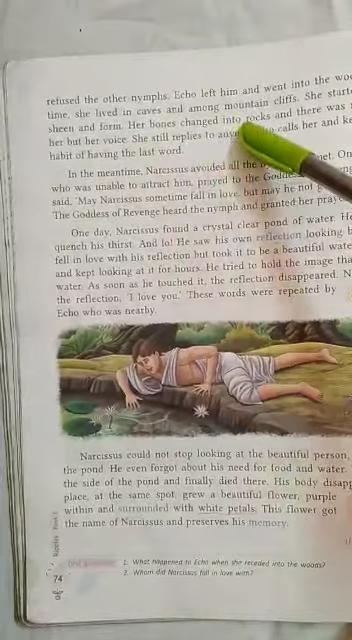 refused the other nymphs. Echo left him and went into the woo
time, she lived in caves and among mountain cliffs. She start
sheen and form. Her bones changed into rocks and there was
her but her voice. She still replies to calls her and ke
habit of having the last word.
In the meantime, Narcissus avoided all the met. On
who was unable to attract him, prayed to the Godd
said, 'May Narcissus sometime fall in love, but may he not g
The Goddess of Revenge heard the nymph and granted her praye
One day, Narcissus found a crystal clear pond of water. He
quench his thirst. And lo! He saw his own reflection looking b
fell in love with his reflection but took it to be a beautiful wate
and kept looking at it for hours. He tried to hold the image tha
water. As soon as he touched it, the reflection disappeared. N
the reflection, 'I love you.' These words were repeated by
Echo who was nearby.
Narcissus could not stop looking at the beautiful person,
the pond. He even forgot about his need for food and water.
the side of the pond and finally died there. His body disapp
place, at the same spot, grew a beautiful flower, purple
within and surrounded with white petals. This flower got
the name of Narcissus and preserves his memory.
1. What happened to Echo when she receded into the woods?
2. Whom did Narcissus fall in love with?
74